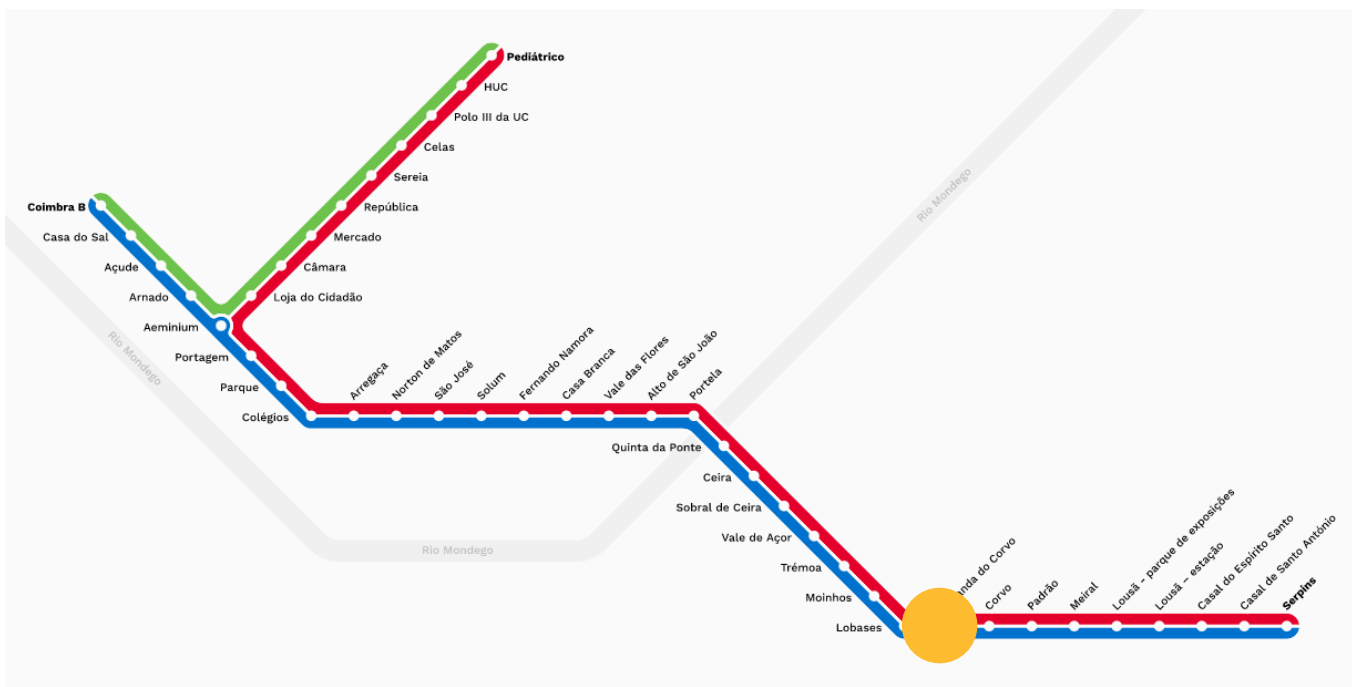 Pediátrico
HUC
Polo III da UC
Celas
Sereia
República
Mercado
Câmara
Loja do Cidadão
Coimbra B
Casa do Sal
Açude
Arnado
Aeminium
Portagem
Parque
Colégios
Arregaça
Norton de Matos
São José
Solum
Fernando Namora
Casa Branca
Vale das Flores
Alto de São João
Portela
Quinta da Ponte
Ceira
Sobral de Ceira
Vale de Açor
Trémoa
Moinhos
Lobases
do Corvo
Corvo
Padrão
Meiral
Lousã - parque de exposições
Lousã – estação
Casal do Espírito Santo
Casal de Santo António
Serpins
Rio Mondego
Rio Mondego
Rio Mondego